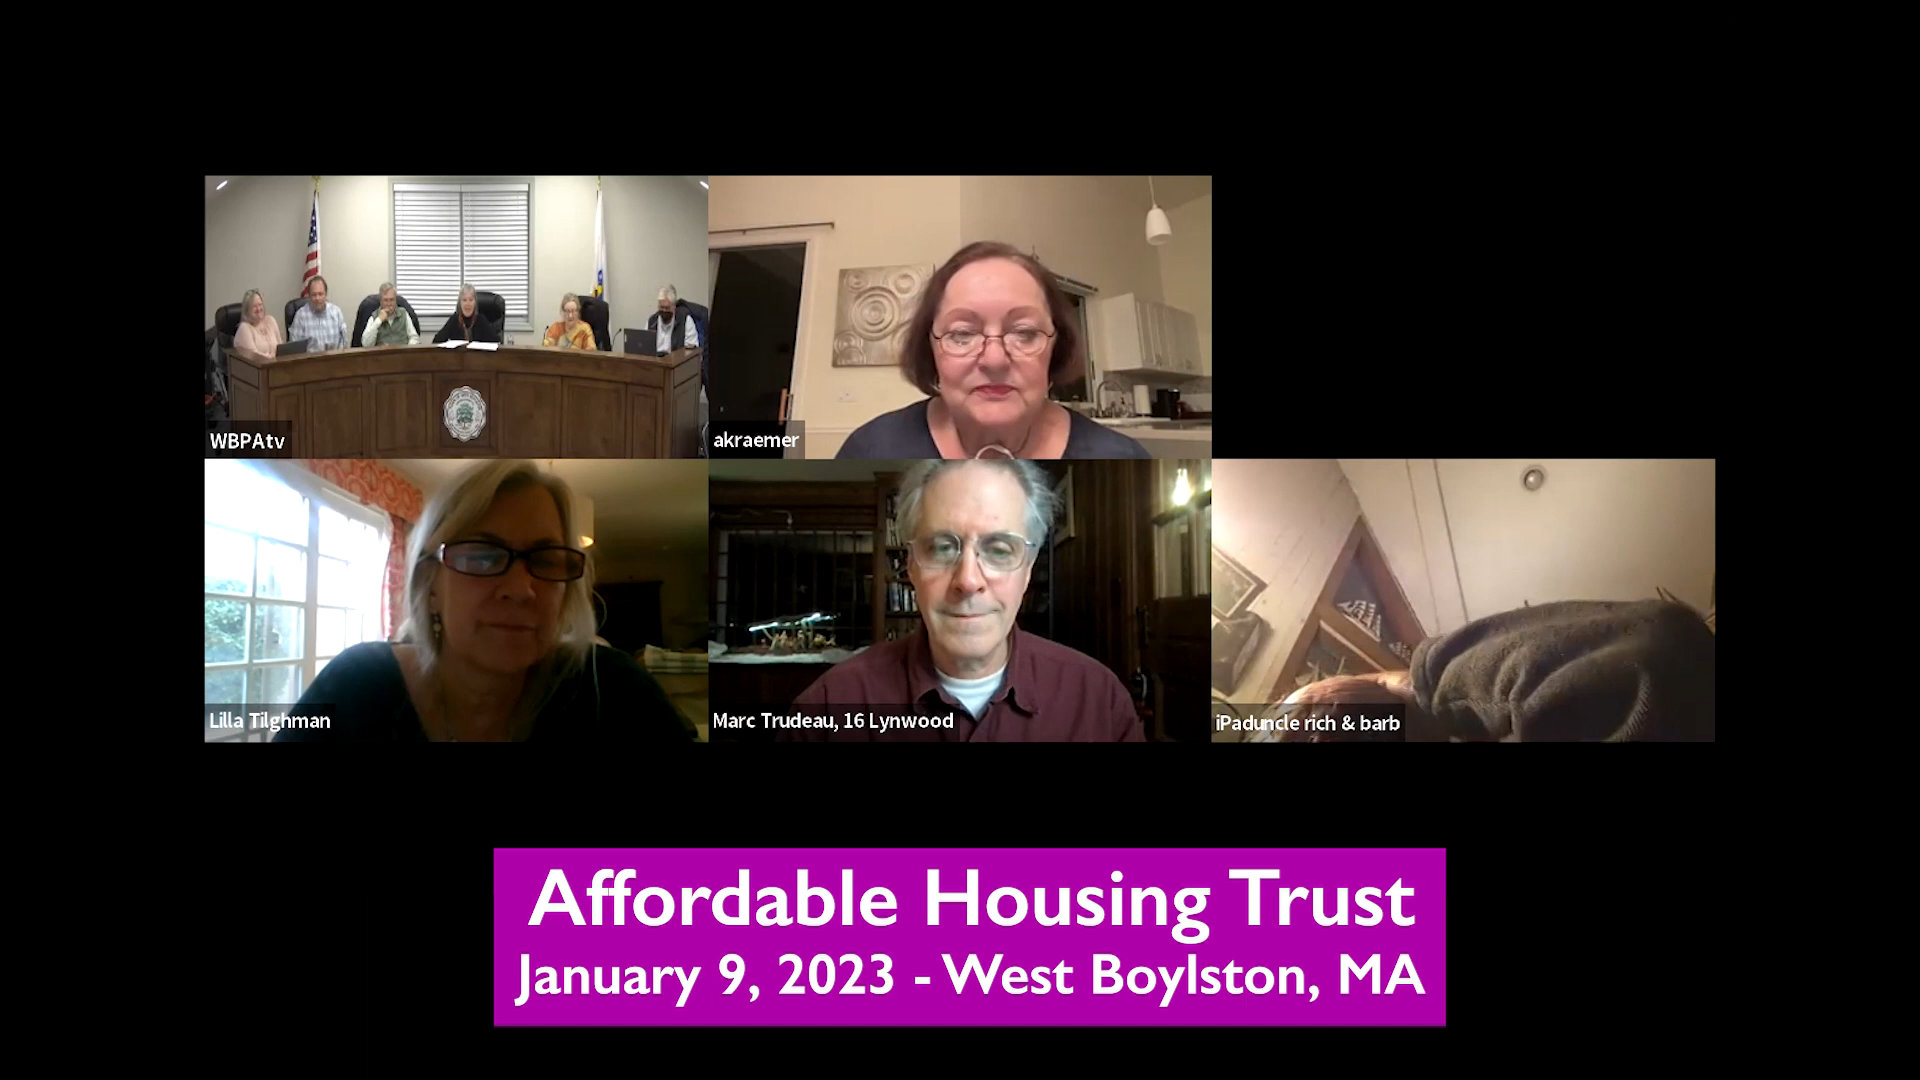 WBPAtv
akraemer
Lilla Tilghman
Marc Trudeau, 16 Lynwood
iPaduncle rich & barb
Affordable Housing Trust
January 9, 2023 - West Boylston, MA